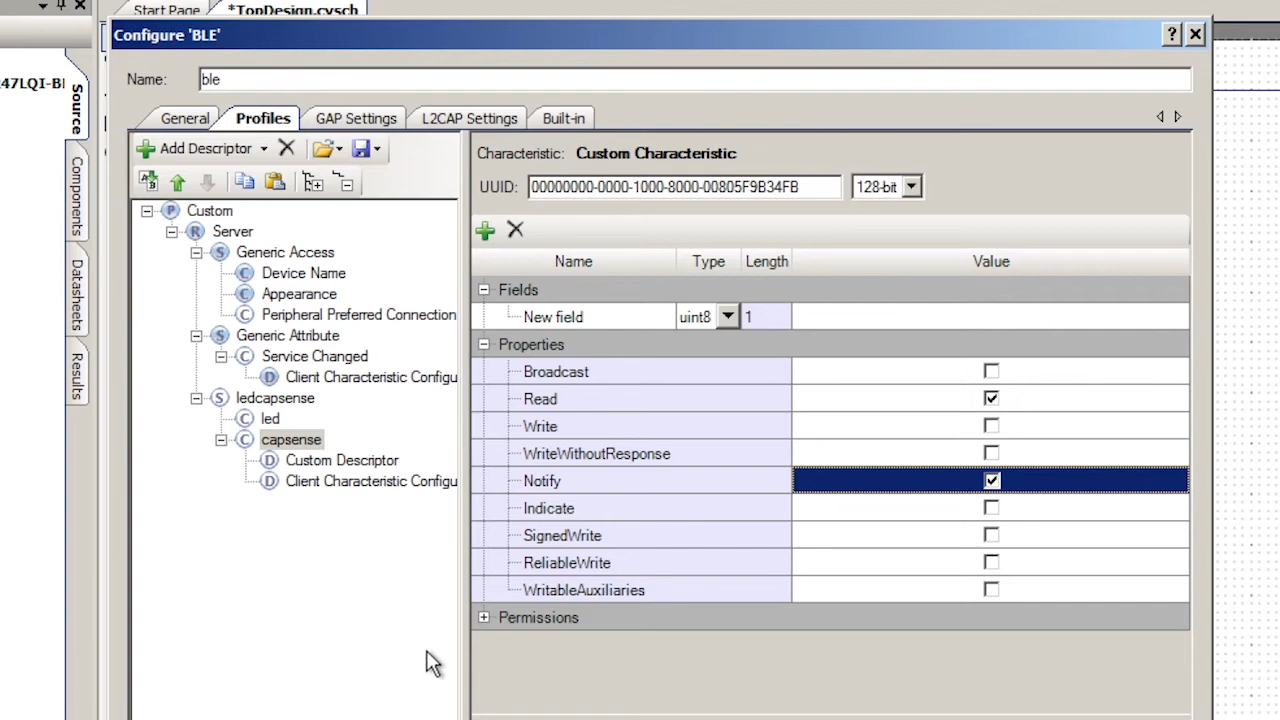 Start Page
*TopDesign.cysch
Configure 'BLE'
Name:
ble
General
Profiles
GAP Settings
L2CAP Settings
Built-in
Source
Components
Datasheets
Results
Add Descriptor
Custom
Server
Generic Access
Device Name
Appearance
Peripheral Preferred Connection
Generic Attribute
Service Changed
Client Characteristic Configu
ledcapsense
led
capsense
Custom Descriptor
Client Characteristic Configu
Characteristic: Custom Characteristic
UUID: 00000000-0000-1000-8000-00805F9B34FB 128-bit
Name Type Length Value
Fields
New field uint8 1
Properties
Broadcast
Read
Write
WriteWithoutResponse
Notify
Indicate
SignedWrite
ReliableWrite
WritableAuxiliaries
Permissions